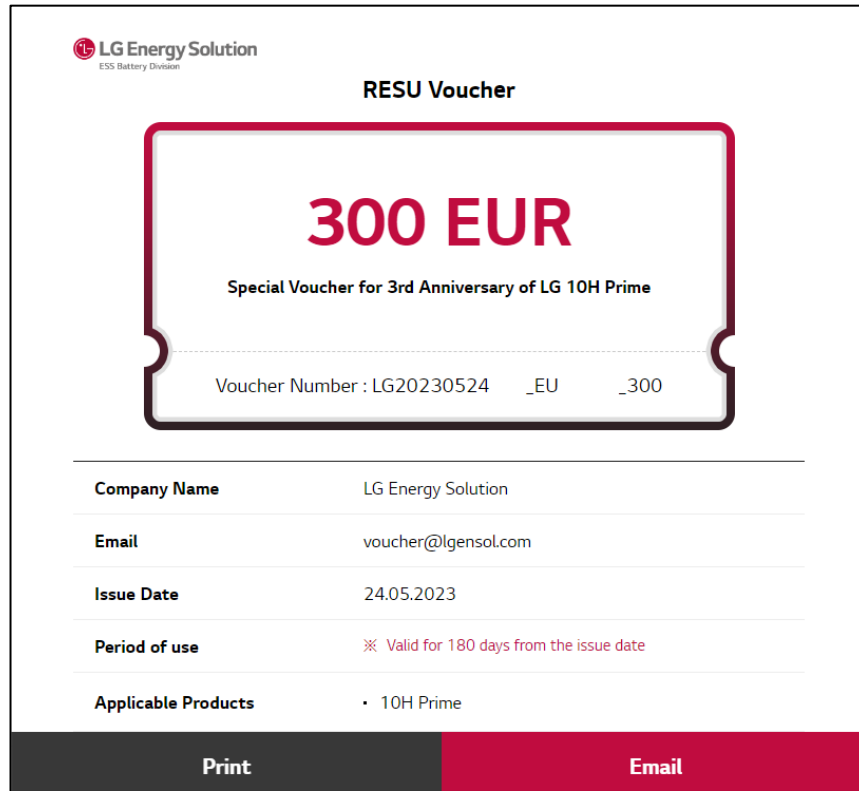 LG Energy Solution
ESS Battery Division
RESU Voucher
300 EUR
Special Voucher for 3rd Anniversary of LG 10H Prime
Voucher Number : LG20230524 _EU _300
Company Name LG Energy Solution
Email voucher@lgensol.com
Issue Date 24.05.2023
Period of use ※ Valid for 180 days from the issue date
Applicable Products • 10H Prime
Print Email